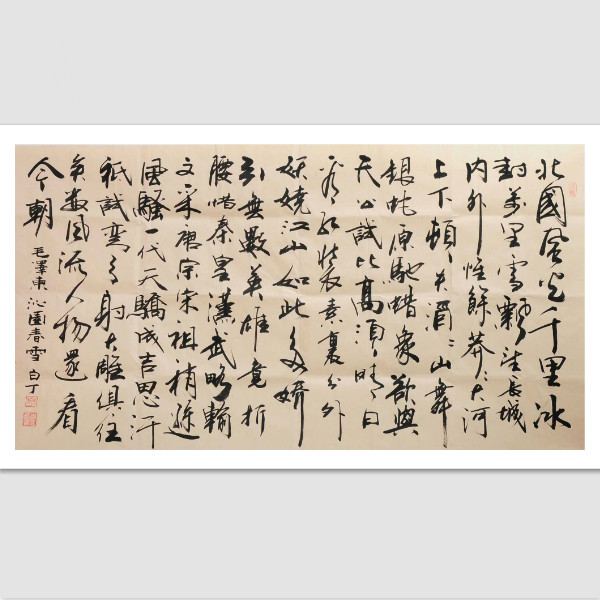 北國風光千里冰
封萬里雪飄望長城
内外惟餘莽莽大河
上下頓失滔滔山舞
銀蛇原馳蜡象欲與
天公試比高須晴日
看紅裝素裹分外
妖嬈江山如此多嬌
引無數英雄竟折
腰惜秦皇漢武略輸
文采唐宗宋祖稍遜
風騷一代天驕成吉思汗
祇識彎弓射大雕俱往
矣數風流人物還看
今朝
毛澤東沁園春雪 白丁